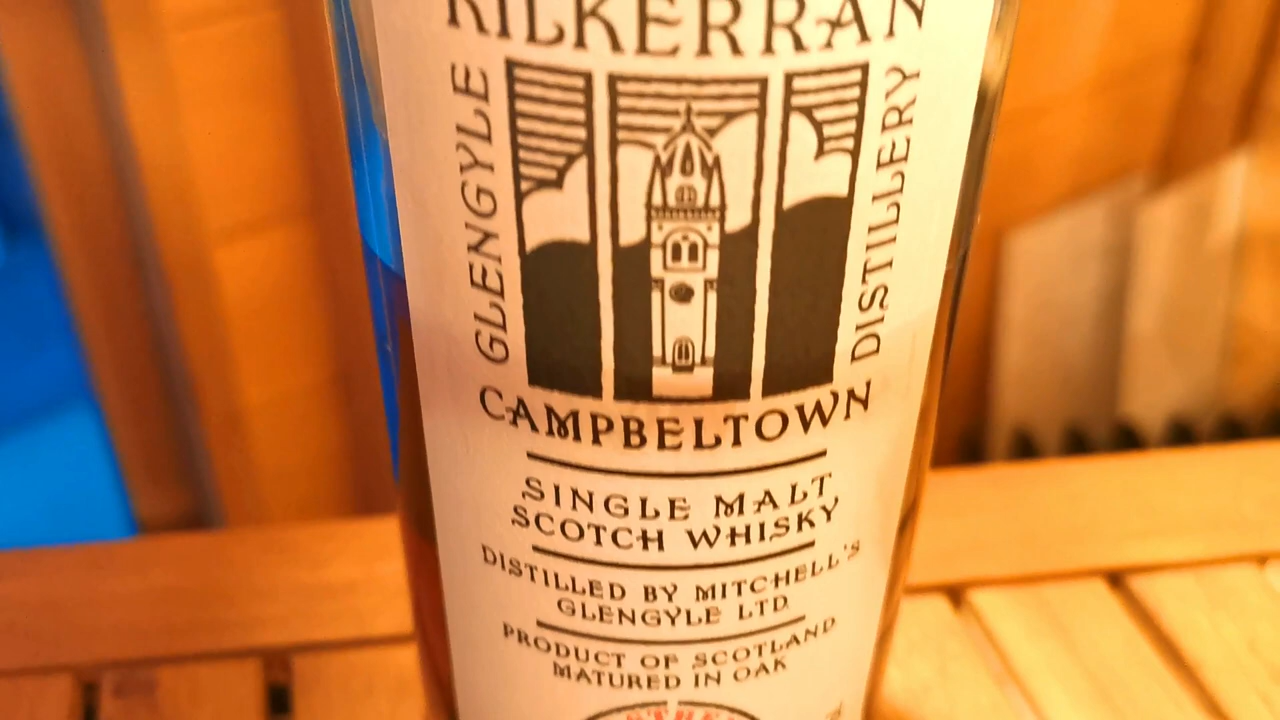 KILKERRAN
GLENGYLE
DISTILLERY
CAMPBELTOWN
SINGLE MALT
SCOTCH WHISKY
DISTILLED BY MITCHELL'S
GLENGYLE LTD.
PRODUCT OF SCOTLAND
MATURED IN OAK